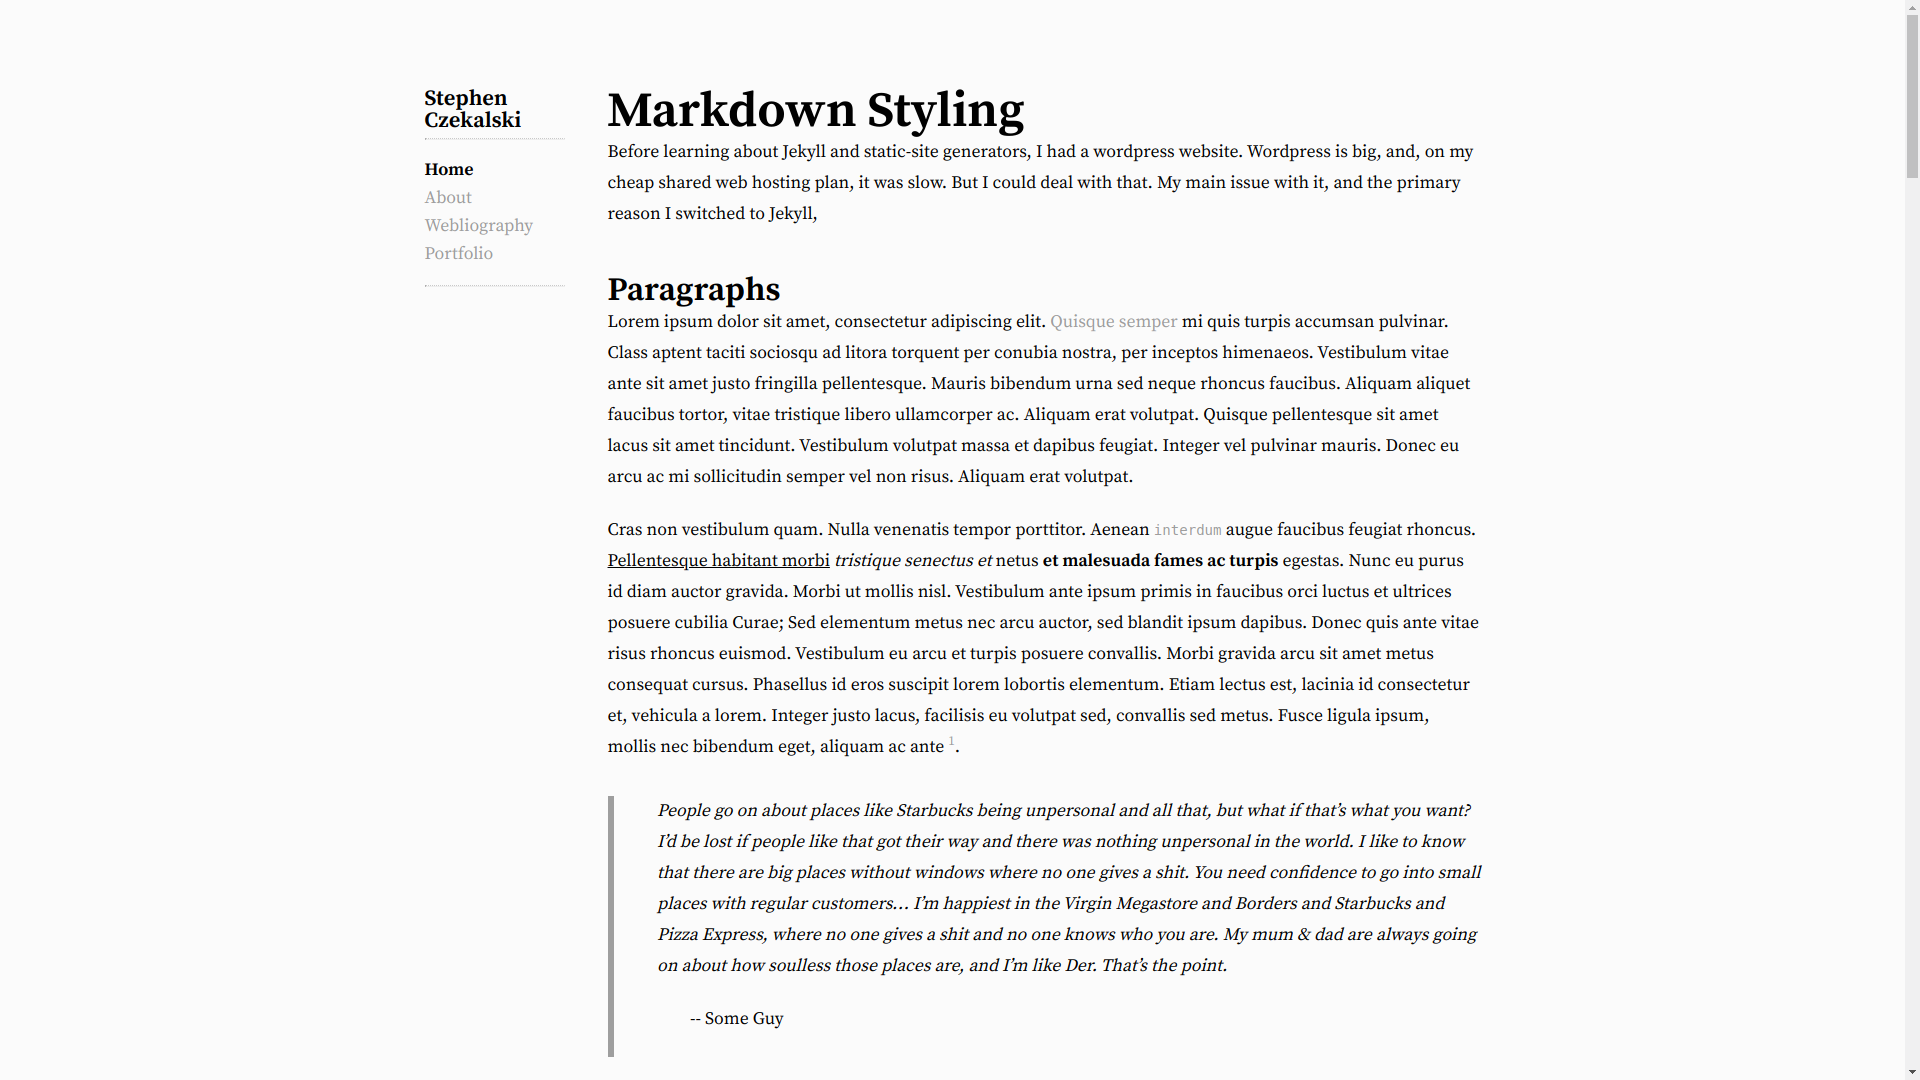 Stephen
Czekalski
Home
About
Webliography
Portfolio
Markdown Styling
Before learning about Jekyll and static-site generators, I had a wordpress website. Wordpress is big, and, on my
cheap shared web hosting plan, it was slow. But I could deal with that. My main issue with it, and the primary
reason I switched to Jekyll,
Paragraphs
Lorem ipsum dolor sit amet, consectetur adipiscing elit. Quisque semper mi quis turpis accumsan pulvinar.
Class aptent taciti sociosqu ad litora torquent per conubia nostra, per inceptos himenaeos. Vestibulum vitae
ante sit amet justo fringilla pellentesque. Mauris bibendum urna sed neque rhoncus faucibus. Aliquam aliquet
faucibus tortor, vitae tristique libero ullamcorper ac. Aliquam erat volutpat. Quisque pellentesque sit amet
lacus sit amet tincidunt. Vestibulum volutpat massa et dapibus feugiat. Integer vel pulvinar mauris. Donec eu
arcu ac mi sollicitudin semper vel non risus. Aliquam erat volutpat.
Cras non vestibulum quam. Nulla venenatis tempor porttitor. Aenean interdum augue faucibus feugiat rhoncus.
Pellentesque habitant morbi tristique senectus et netus et malesuada fames ac turpis egestas. Nunc eu purus
id diam auctor gravida. Morbi ut mollis nisl. Vestibulum ante ipsum primis in faucibus orci luctus et ultrices
posuere cubilia Curae; Sed elementum metus nec arcu auctor, sed blandit ipsum dapibus. Donec quis ante vitae
risus rhoncus euismod. Vestibulum eu arcu et turpis posuere convallis. Morbi gravida arcu sit amet metus
consequat cursus. Phasellus id eros suscipit lorem lobortis elementum. Etiam lectus est, lacinia id consectetur
et, vehicula a lorem. Integer justo lacus, facilisis eu volutpat sed, convallis sed metus. Fusce ligula ipsum,
mollis nec bibendum eget, aliquam ac ante 1.
People go on about places like Starbucks being unpersonal and all that, but what if that’s what you want?
I’d be lost if people like that got their way and there was nothing unpersonal in the world. I like to know
that there are big places without windows where no one gives a shit. You need confidence to go into small
places with regular customers… I’m happiest in the Virgin Megastore and Borders and Starbucks and
Pizza Express, where no one gives a shit and no one knows who you are. My mum & dad are always going
on about how soulless those places are, and I’m like Der. That’s the point.
-- Some Guy